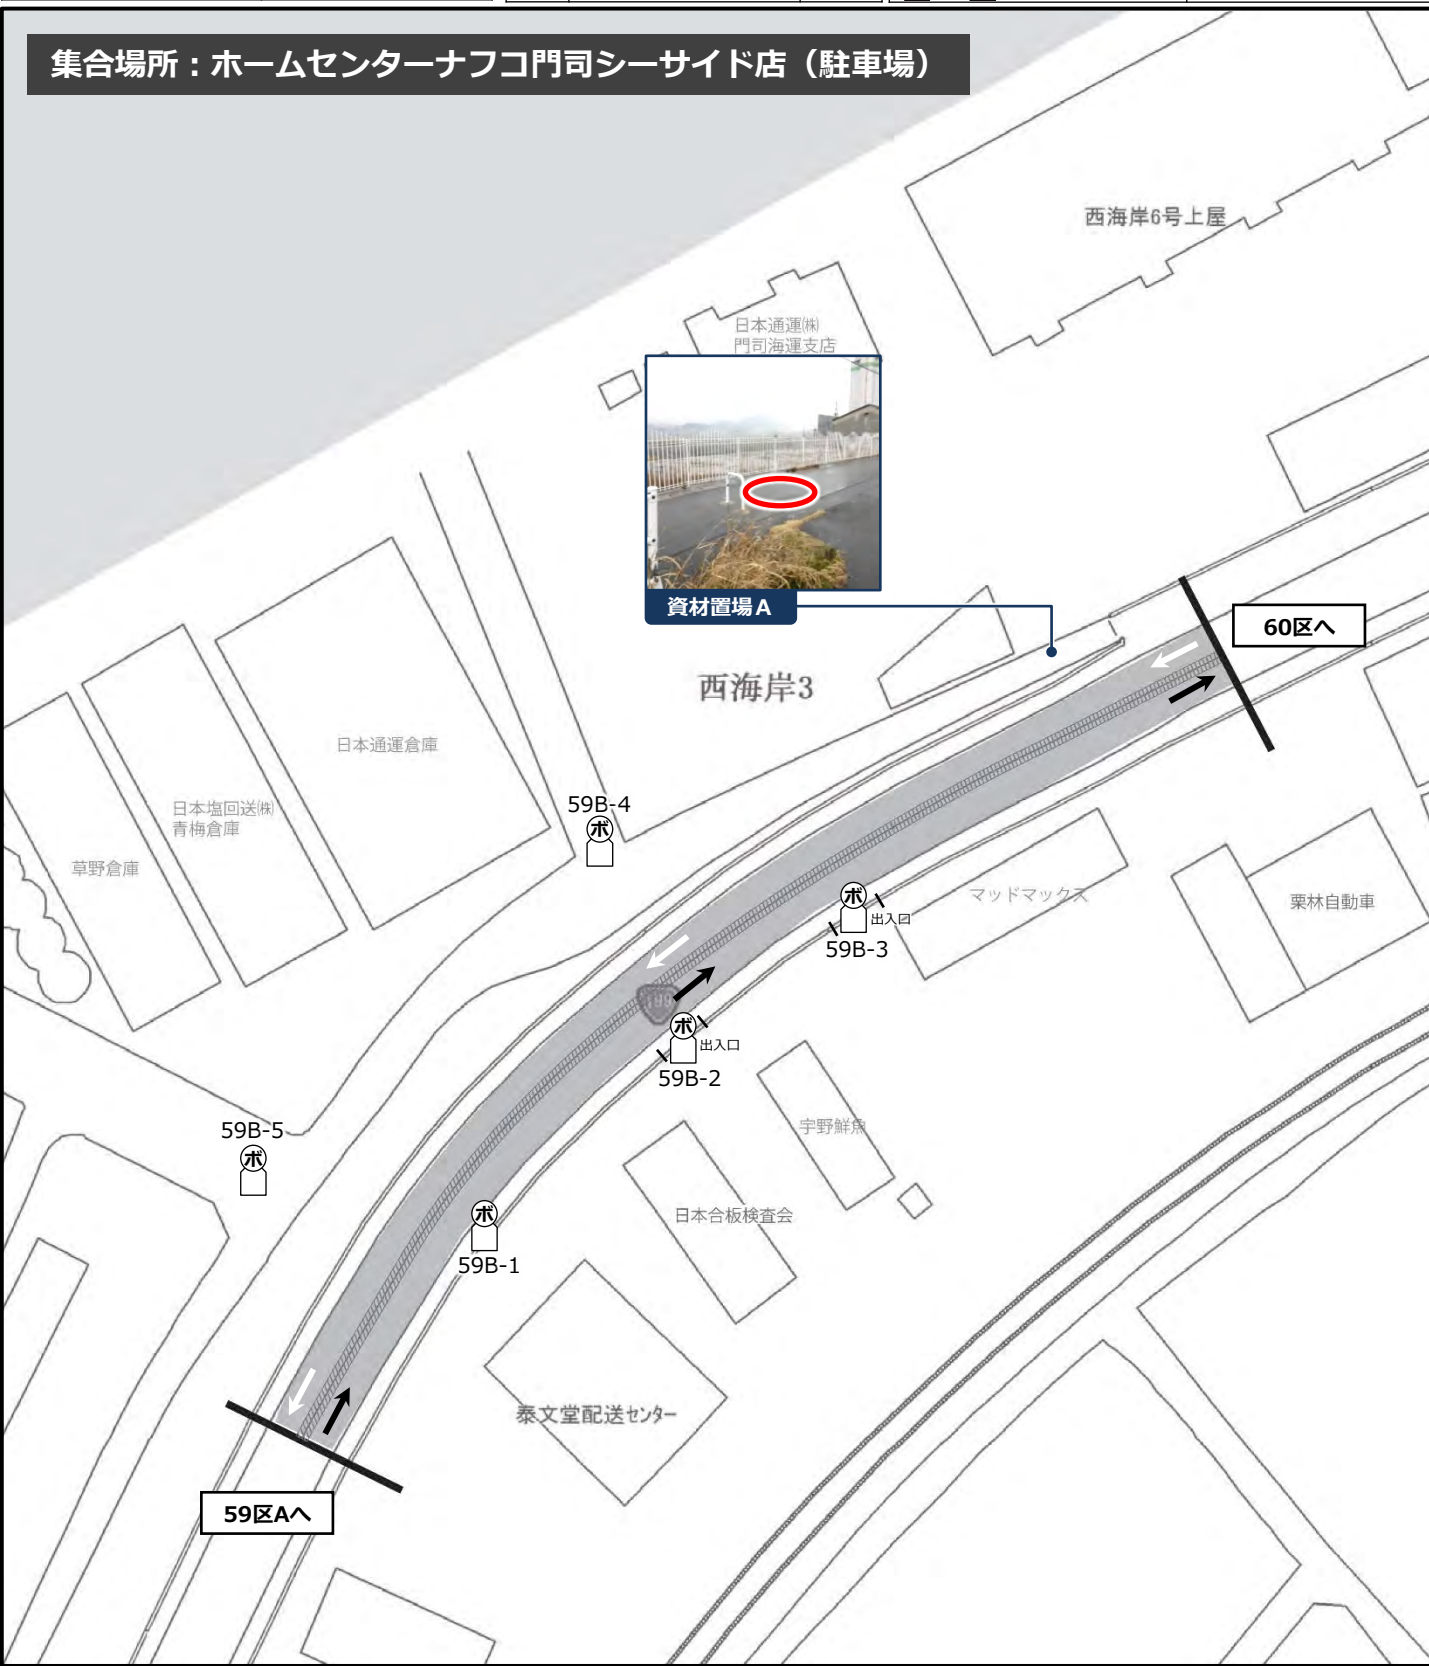 集合場所：ホームセンターナフコ門司シーサイド店（駐車場）
西海岸6号上屋
日本通運㈱
門司海運支店
資材置場A
60区へ
西海岸3
日本通運倉庫
日本塩回送㈱
青梅倉庫
草野倉庫
59B-4
ボ
マッドマックス
栗林自動車
ボ
出入口
59B-3
199
ボ
出入口
59B-2
宇野鮮魚
59B-5
ボ
日本合板検査会
ボ
59B-1
泰文堂配送センター
59区Aへ